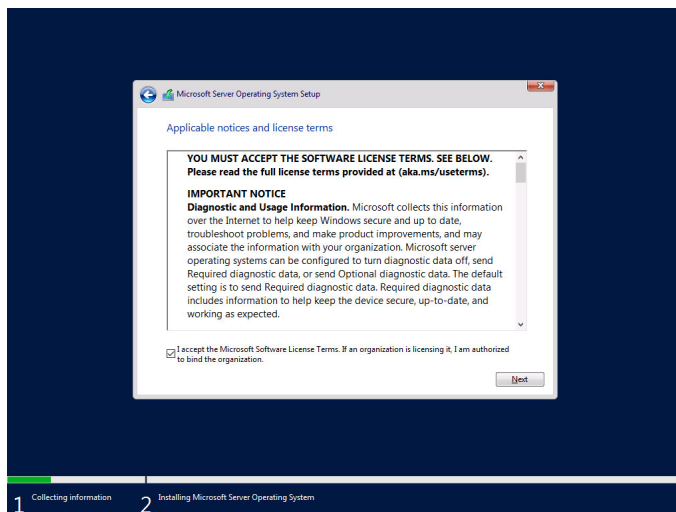 Microsoft Server Operating System Setup
Applicable notices and license terms
YOU MUST ACCEPT THE SOFTWARE LICENSE TERMS. SEE BELOW.
Please read the full license terms provided at (aka.ms/useterms).
IMPORTANT NOTICE
Diagnostic and Usage Information. Microsoft collects this information
over the Internet to help keep Windows secure and up to date,
troubleshoot problems, and make product improvements, and may
associate the information with your organization. Microsoft server
operating systems can be configured to turn diagnostic data off, send
Required diagnostic data, or send Optional diagnostic data. The default
setting is to send Required diagnostic data. Required diagnostic data
includes information to help keep the device secure, up-to-date, and
working as expected.
I accept the Microsoft Software License Terms. If an organization is licensing it, I am authorized
to bind the organization.
Next
1 Collecting information
2 Installing Microsoft Server Operating System